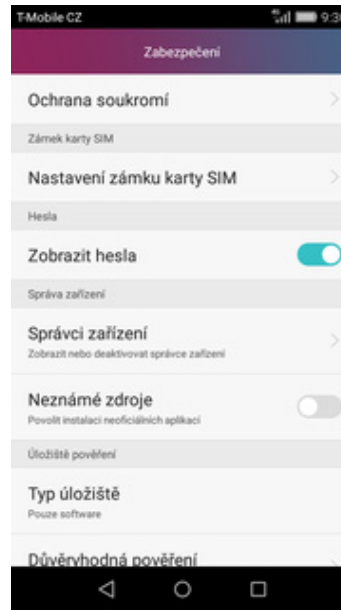 T-Mobile CZ 9:30
Zabezpečení
Ochrana soukromí
Zámek karty SIM
Nastavení zámku karty SIM
Hesla
Zobrazit hesla
Správa zařízení
Správci zařízení
Zobrazit nebo deaktivovat správce zařízení
Neznámé zdroje
Povolit instalaci neoficiálních aplikací
Úložiště pověření
Typ úložiště
Pouze software
Důvěryhodná pověření